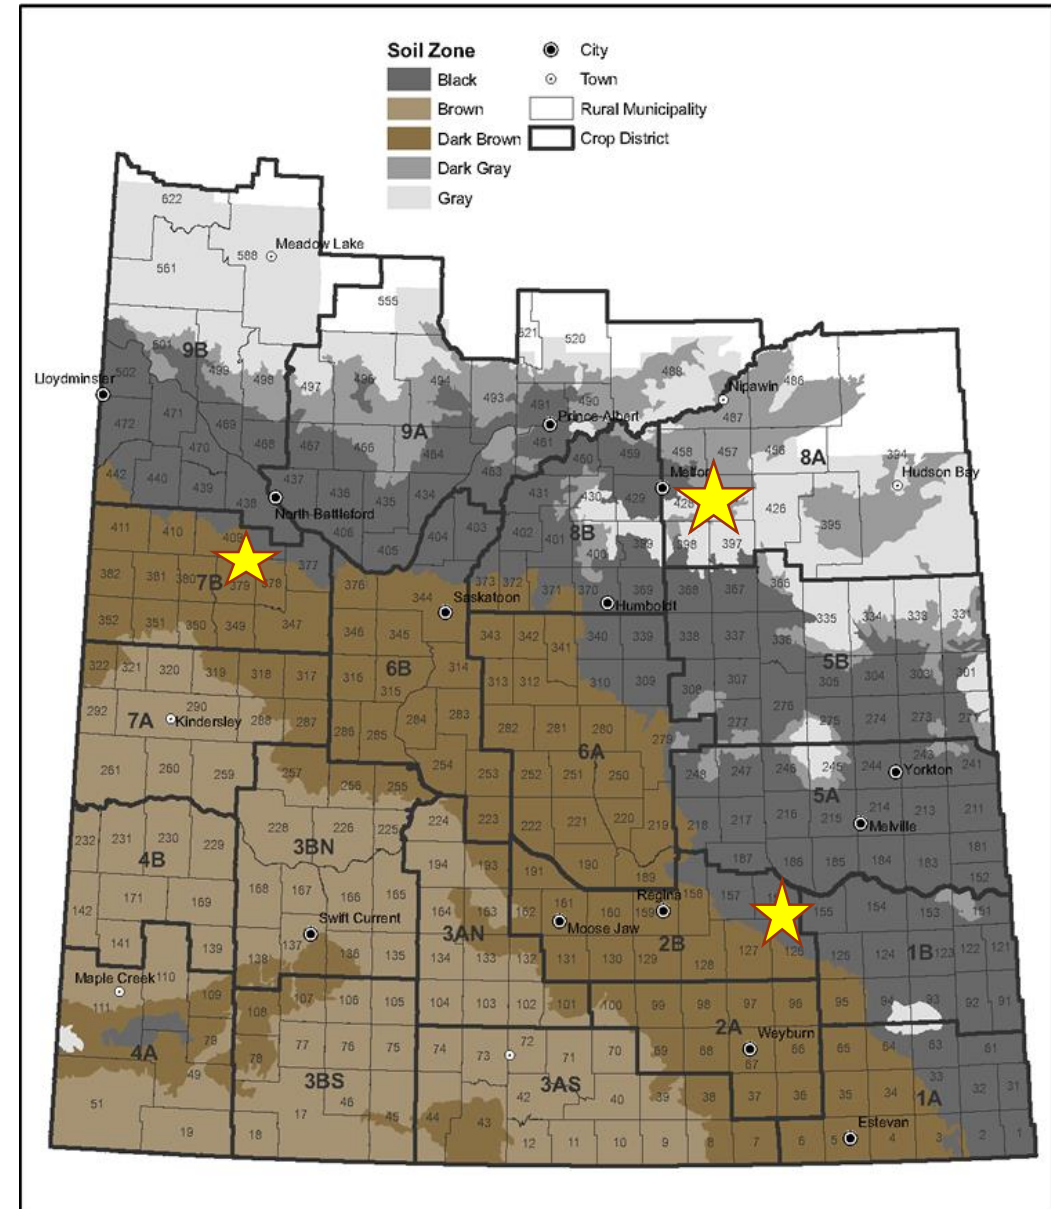 Soil Zone
Black
Brown
Dark Brown
Dark Gray
Gray
City
Town
Rural Municipality
Crop District
622
588 Meadow Lake
561
555
521 520
501 9B 499 498 497 496 494 493 490 488 486
Lloydminster 502
Nipawin
487
491 Prince Albert
472 471 469 468 467 466 9A 464 461
470
463 460 459 458 457 456 8A 394 Hudson Bay
442 440 439 438 437 436 435 434 431 430 429 428 426 395
Melfort
North Battleford
411 410 409 406 405 404 403 402 401 8B 400 399 398 397
377
382 381 380 379 378 376 373 372 371 370 369 368 367 366
7B
344 Saskatoon
Humboldt
352 351 350 349 347 346 345 343 342 341 340 339 338 337 336 335 334 333 331
6B 5B
322 321 320 319 318 317 316 315 314 313 312 310 309 308 307 305 304 303 301
292 7A 290 Kindersley 288 287 286 285 284 283 282 281 280 279 277 276 275 274 273 271
6A
261 260 259 257 256 255 254 253 252 251 250 248 247 246 245 244 243 241
Yorkton
5A
232 231 230 229 228 226 225 224 223 222 221 220 219 218 217 216 215 214 213 211
4B 3BN
Melville
194 193 191 190 189 187 186 185 184 183 181
171 169 168 167 166 165 164 163 162 161 160 159 158 157 155 154 153 152 151
Regina
142 Swift Current 3AN Moose Jaw 2B 1B
141 139 138 137 136 135 134 133 132 131 130 129 128 127 126 125 124 123 122 121
Maple Creek 110
111 109 108 107 106 105 104 103 102 101 100 99 98 97 96 95 94 93 92 91
4A 2A Weyburn
79 78 77 76 75 74 73 72 71 70 69 68 67 66 65 64 63 61
49 3BS 3AS 1A
51 46 45 44 43 42 40 39 38 37 36 35 34 33 32 31
Estevan
19 18 17 12 11 10 9 8 7 6 5 4 3 2 1